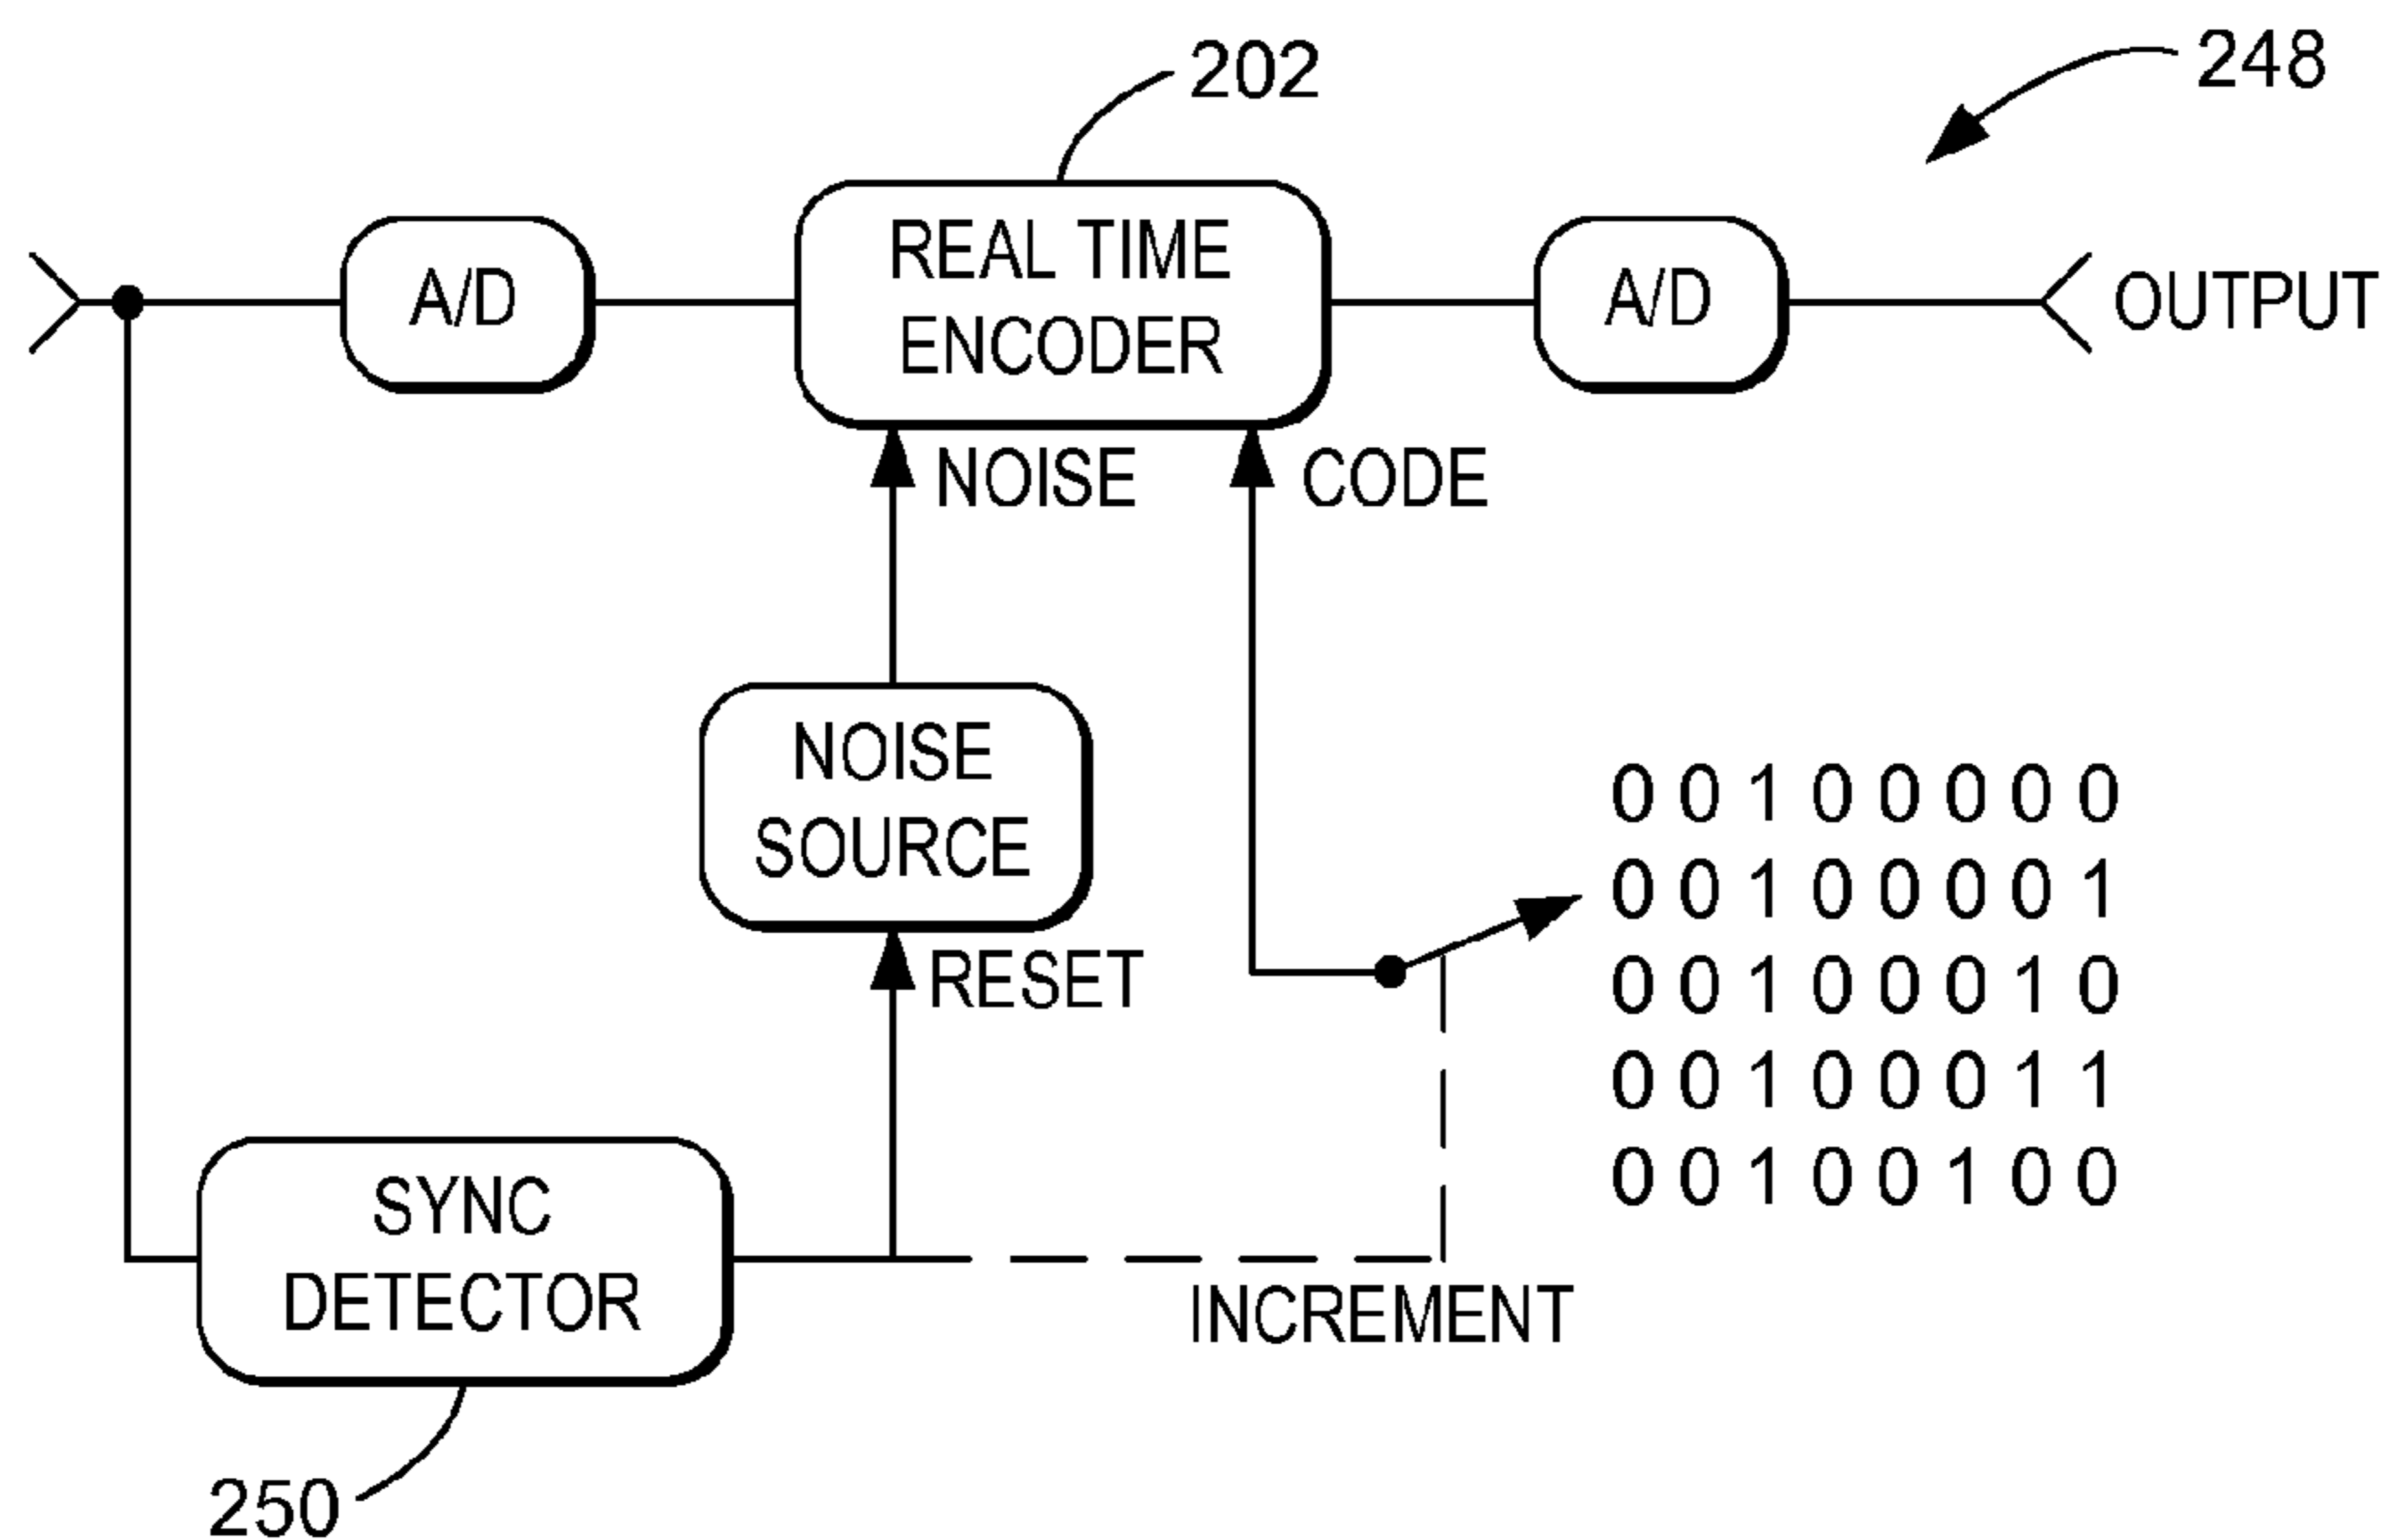 202
248
REAL TIME
ENCODER
A/D
A/D
OUTPUT
NOISE
CODE
NOISE
SOURCE
RESET
0 0 1 0 0 0 0 0
0 0 1 0 0 0 0 1
0 0 1 0 0 0 1 0
0 0 1 0 0 0 1 1
0 0 1 0 0 1 0 0
SYNC
DETECTOR
INCREMENT
250